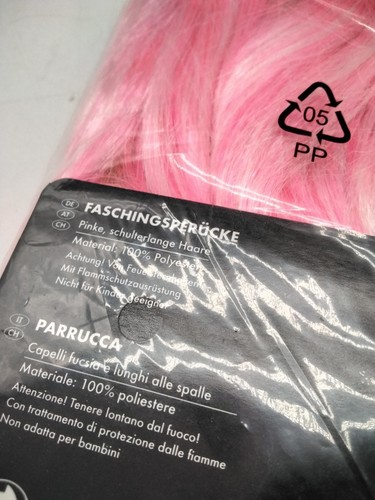 05
PP
DE
AT
CH
FASCHINGSPERÜCKE
Pinke, schulterlange Haare
Material: 100% Polyester
Achtung! Von Feuer
Mit Flammschutzausrüstung
Nicht für Kinder geeignet
IT
CH
PARRUCCA
Capelli fucsia e lunghi alle spalle
Materiale: 100% poliestere
Attenzione! Tenere lontano dal fuoco!
Con trattamento di protezione dalle fiamme
Non adatta per bambini